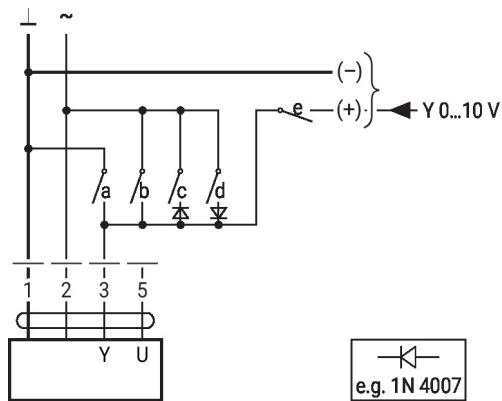 ⊥ ~
(–)
e (+) Y 0...10 V
a b c d
1 2 3 5
Y U
e.g. 1N 4007